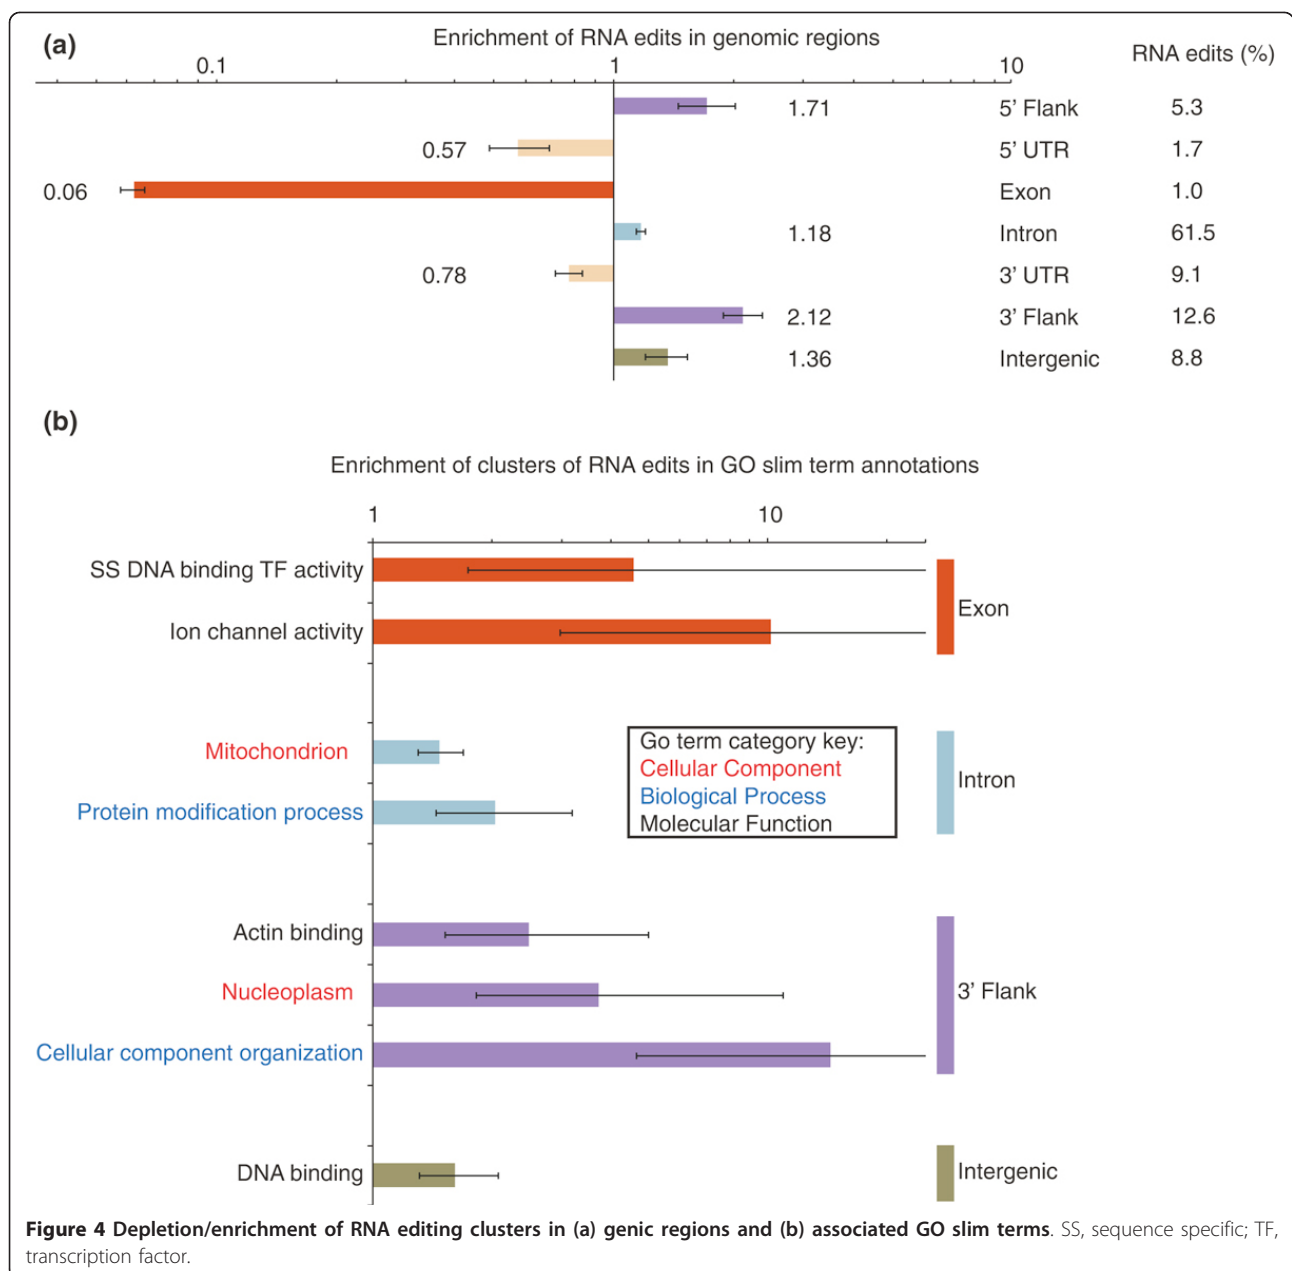 (a)
Enrichment of RNA edits in genomic regions
RNA edits (%)
0.1 1 10
1.71 5’ Flank 5.3
0.57 5’ UTR 1.7
0.06 Exon 1.0
1.18 Intron 61.5
0.78 3’ UTR 9.1
2.12 3’ Flank 12.6
1.36 Intergenic 8.8
(b)
Enrichment of clusters of RNA edits in GO slim term annotations
1 10
SS DNA binding TF activity
Exon
Ion channel activity
Mitochondrion
Go term category key:
Cellular Component
Biological Process
Molecular Function
Intron
Protein modification process
Actin binding
Nucleoplasm
3’ Flank
Cellular component organization
DNA binding
Intergenic
Figure 4 Depletion/enrichment of RNA editing clusters in (a) genic regions and (b) associated GO slim terms. SS, sequence specific; TF,
transcription factor.